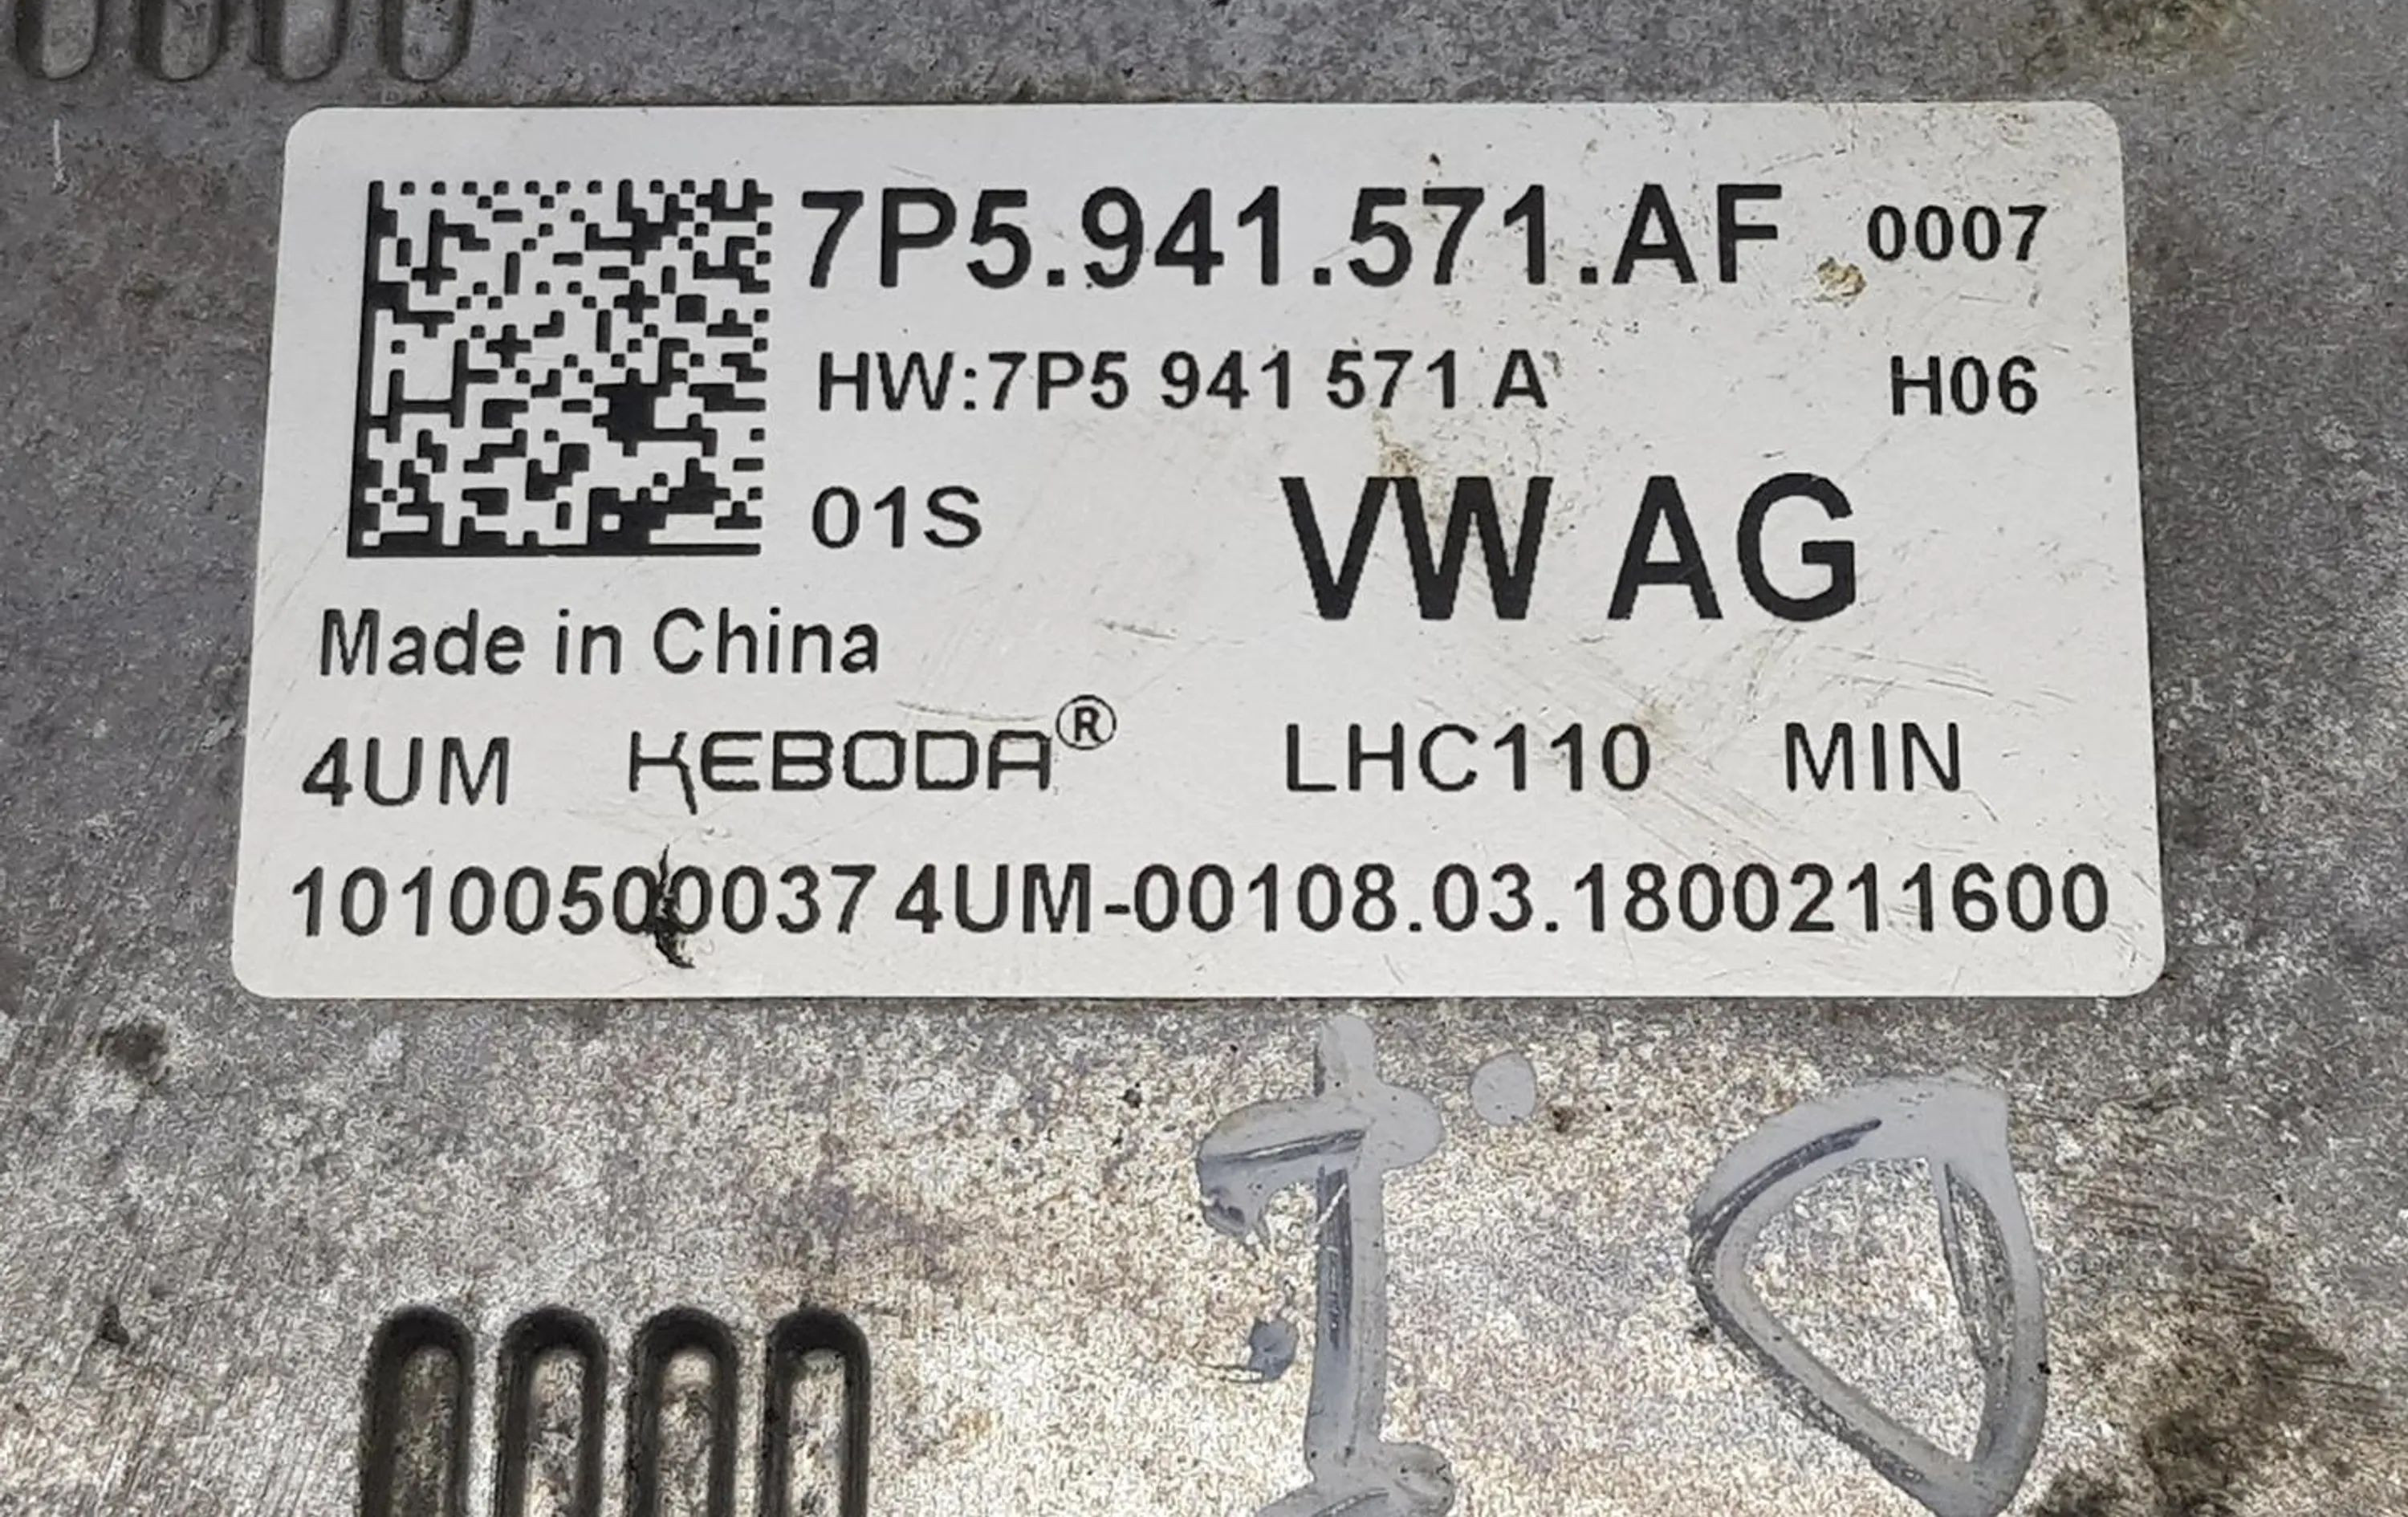 7P5.941.571.AF 0007
HW:7P5 941 571 A H06
01S VW AG
Made in China
4UM KEBODA® LHC110 MIN
10100500037 4UM-00108.03.1800211600